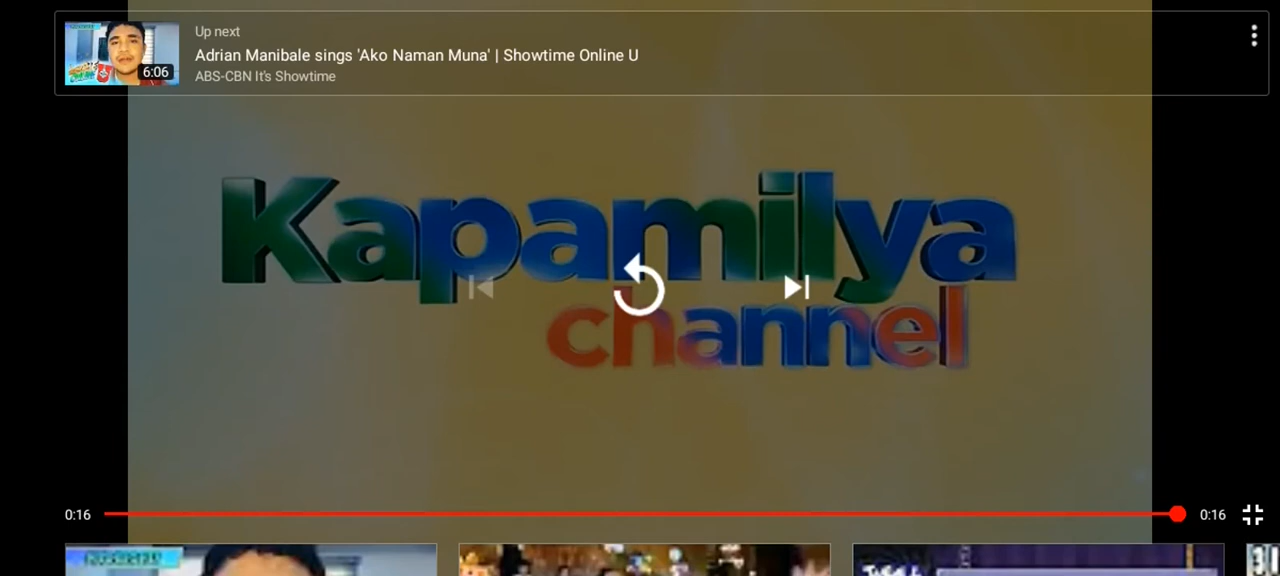 Up next
Adrian Manibale sings 'Ako Naman Muna' | Showtime Online U
ABS-CBN It's Showtime
6:06
Kapamilya
channel
0:16
0:16